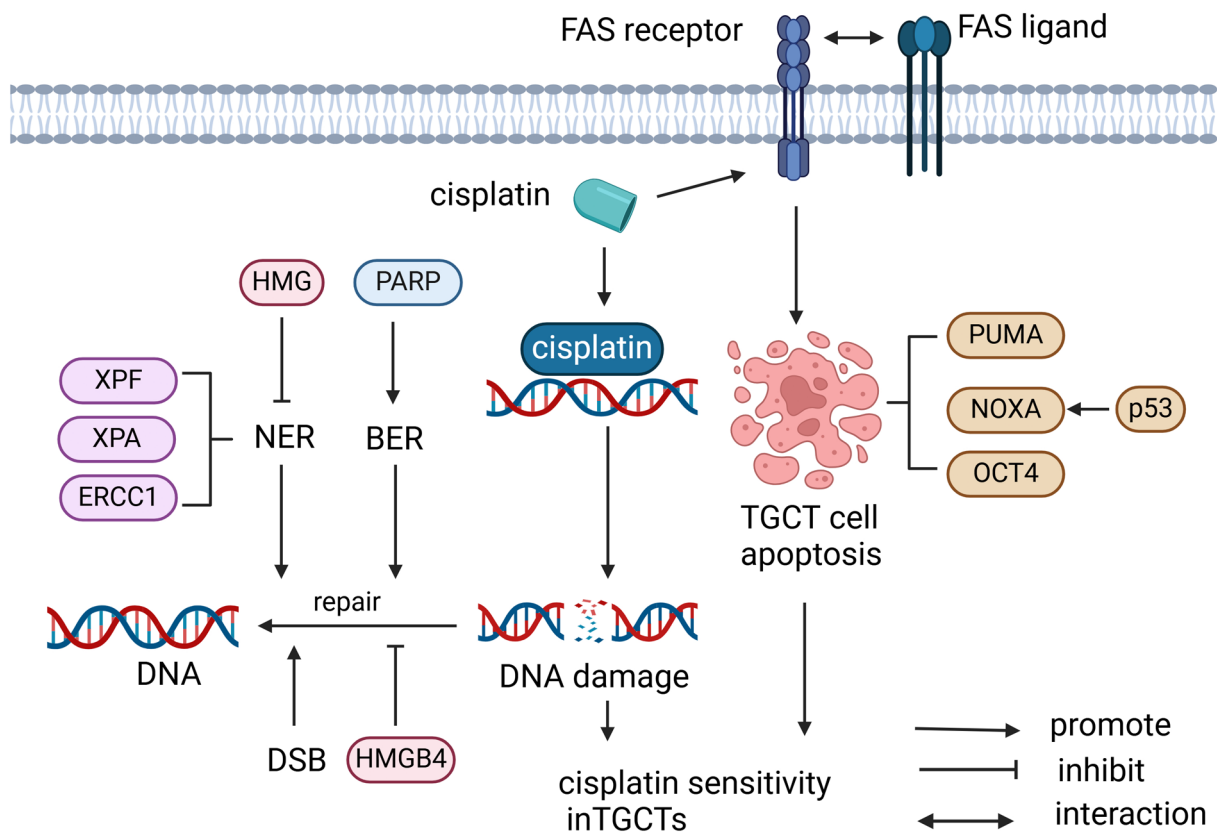 FAS receptor
FAS ligand
cisplatin
HMG
PARP
cisplatin
XPF
XPA
ERCC1
NER
BER
PUMA
NOXA
p53
OCT4
TGCT cell
apoptosis
repair
DNA
DNA damage
DSB
HMGB4
cisplatin sensitivity
inTGCTs
promote
inhibit
interaction